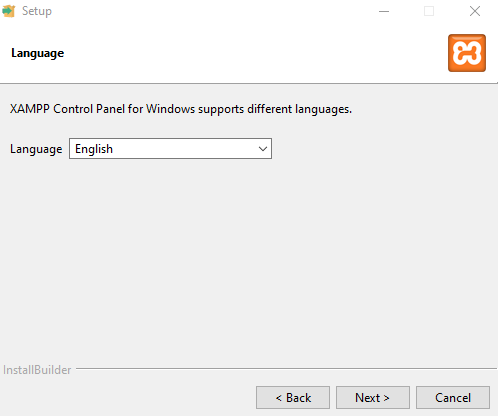 Setup
Language
XAMPP Control Panel for Windows supports different languages.
Language English
InstallBuilder
< Back Next > Cancel